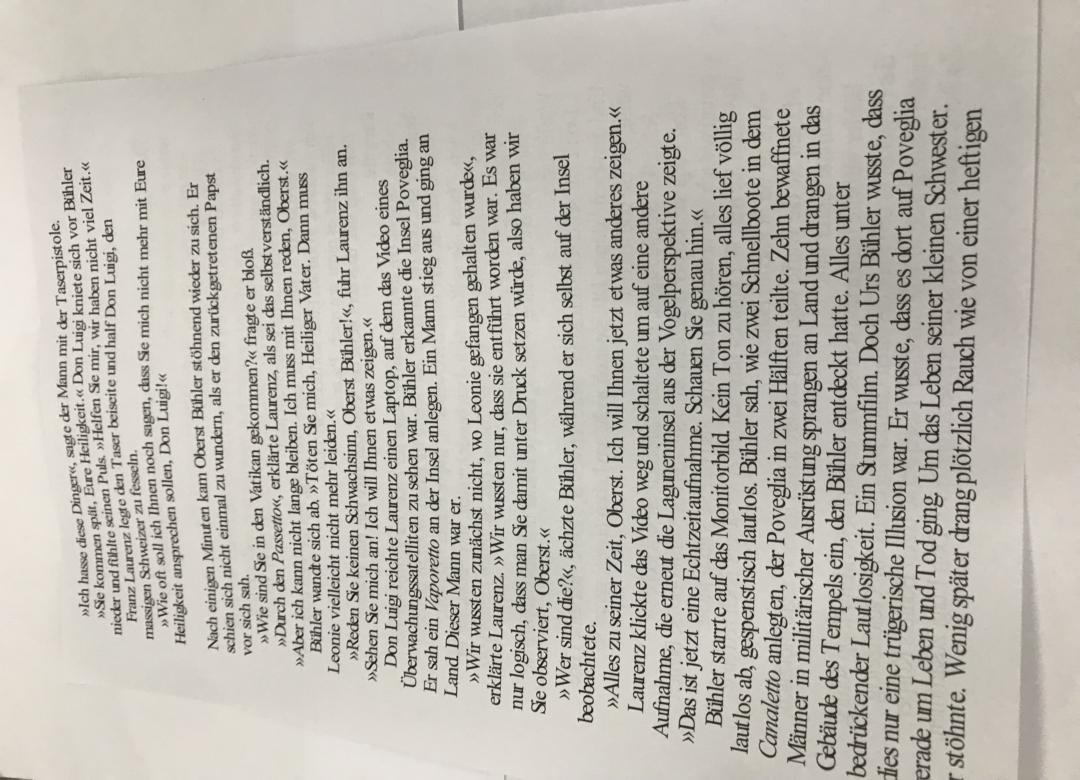 »Ich hasse diese Dinger«, sagte der Mann mit der Taserpistole.
»Sie kommen spät, Eure Heiligkeit.« Don Luigi kniete sich vor Bühler
nieder und fühlte seinen Puls. »Helfen Sie mir, wir haben nicht viel Zeit.«
Franz Laurenz legte den Taser beiseite und half Don Luigi, den
massigen Schweizer zu fesseln.
»Wie oft soll ich Ihnen noch sagen, dass Sie mich nicht mehr mit Eure
Heiligkeit ansprechen sollen, Don Luigi!«
Nach einigen Minuten kam Oberst Bühler stöhnend wieder zu sich. Er
schien sich nicht einmal zu wundern, als er den zurückgetretenen Papst
vor sich sah.
»Wie sind Sie in den Vatikan gekommen?«, fragte er bloß.
»Durch den Passetto«, erklärte Laurenz, als sei das selbstverständlich.
»Aber ich kann nicht lange bleiben. Ich muss mit Ihnen reden, Oberst.«
Bühler wandte sich ab. »Töten Sie mich, Heiliger Vater. Dann muss
Leonie vielleicht nicht mehr leiden.«
»Reden Sie keinen Schwachsinn, Oberst Bühler!«, fuhr Laurenz ihn an.
»Sehen Sie mich an! Ich will Ihnen etwas zeigen.«
Don Luigi reichte Laurenz einen Laptop, auf dem das Video eines
Überwachungssatelliten zu sehen war. Bühler erkannte die Insel Poveglia.
Er sah ein Vaporetto an der Insel anlegen. Ein Mann stieg aus und ging an
Land. Dieser Mann war er.
»Wir wussten zunächst nicht, wo Leonie gefangen gehalten wurde«,
erklärte Laurenz. »Wir wussten nur, dass sie entführt worden war. Es war
nur logisch, dass man Sie damit unter Druck setzen würde, also haben wir
Sie observiert, Oberst.«
»Wer sind die?«, ächzte Bühler, während er sich selbst auf der Insel
beobachtete.
»Alles zu seiner Zeit, Oberst. Ich will Ihnen jetzt etwas anderes zeigen.«
Laurenz klickte das Video weg und schaltete um auf eine andere
Aufnahme, die erneut die Laguneninsel aus der Vogelperspektive zeigte.
»Das ist jetzt eine Echtzeitaufnahme. Schauen Sie genau hin.«
Bühler starrte auf das Monitorbild. Kein Ton zu hören, alles lief völlig
lautlos ab, gespenstisch lautlos. Bühler sah, wie zwei Schnellboote in dem
Canaletto anlegten, der Poveglia in zwei Hälften teilte. Zehn bewaffnete
Männer in militärischer Ausrüstung sprangen an Land und drangen in das
Gebäude des Tempels ein, den Bühler entdeckt hatte. Alles unter
bedrückender Lautlosigkeit. Ein Stummfilm. Doch Urs Bühler wusste, dass
dies nur eine trügerische Illusion war. Er wusste, dass es dort auf Poveglia
erade um Leben und Tod ging. Um das Leben seiner kleinen Schwester.
r stöhnte. Wenig später drang plötzlich Rauch wie von einer heftigen